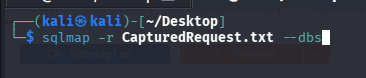 ┌──(kali㉿kali)-[~/Desktop]
└─$ sqlmap -r CapturedRequest.txt --dbs